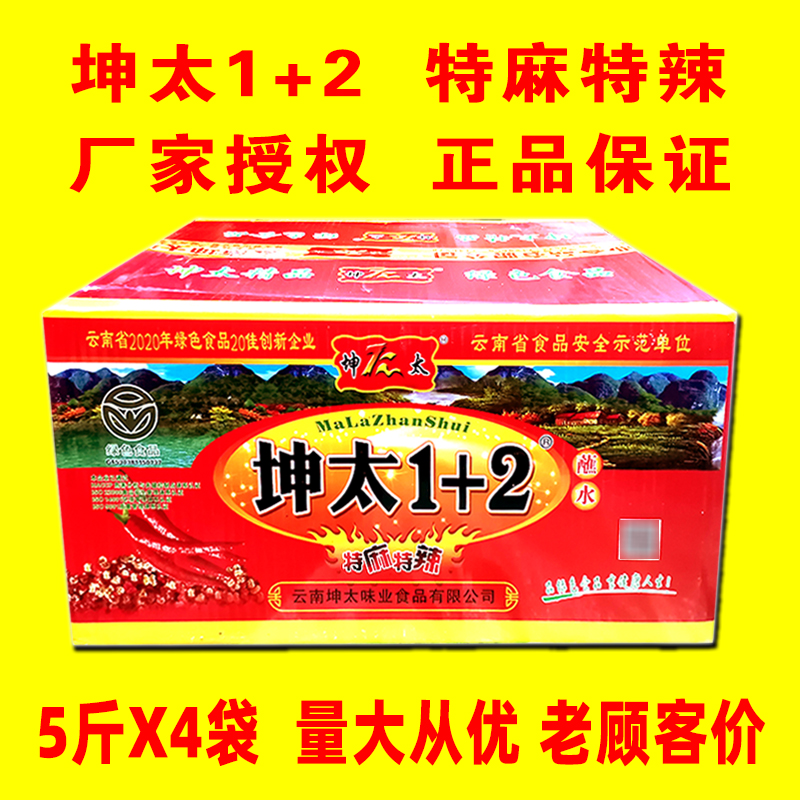 坤太1+2 特麻特辣
厂家授权 正品保证
坤太精品 坤太 绿色食品
云南省2020年绿色食品20佳创新企业
坤太®
云南省食品安全示范单位
MaLaZhanShui
坤太1+2®
蘸水
绿色食品
特麻特辣
云南坤太味业食品有限公司
5斤X4袋 量大从优 老顾客价